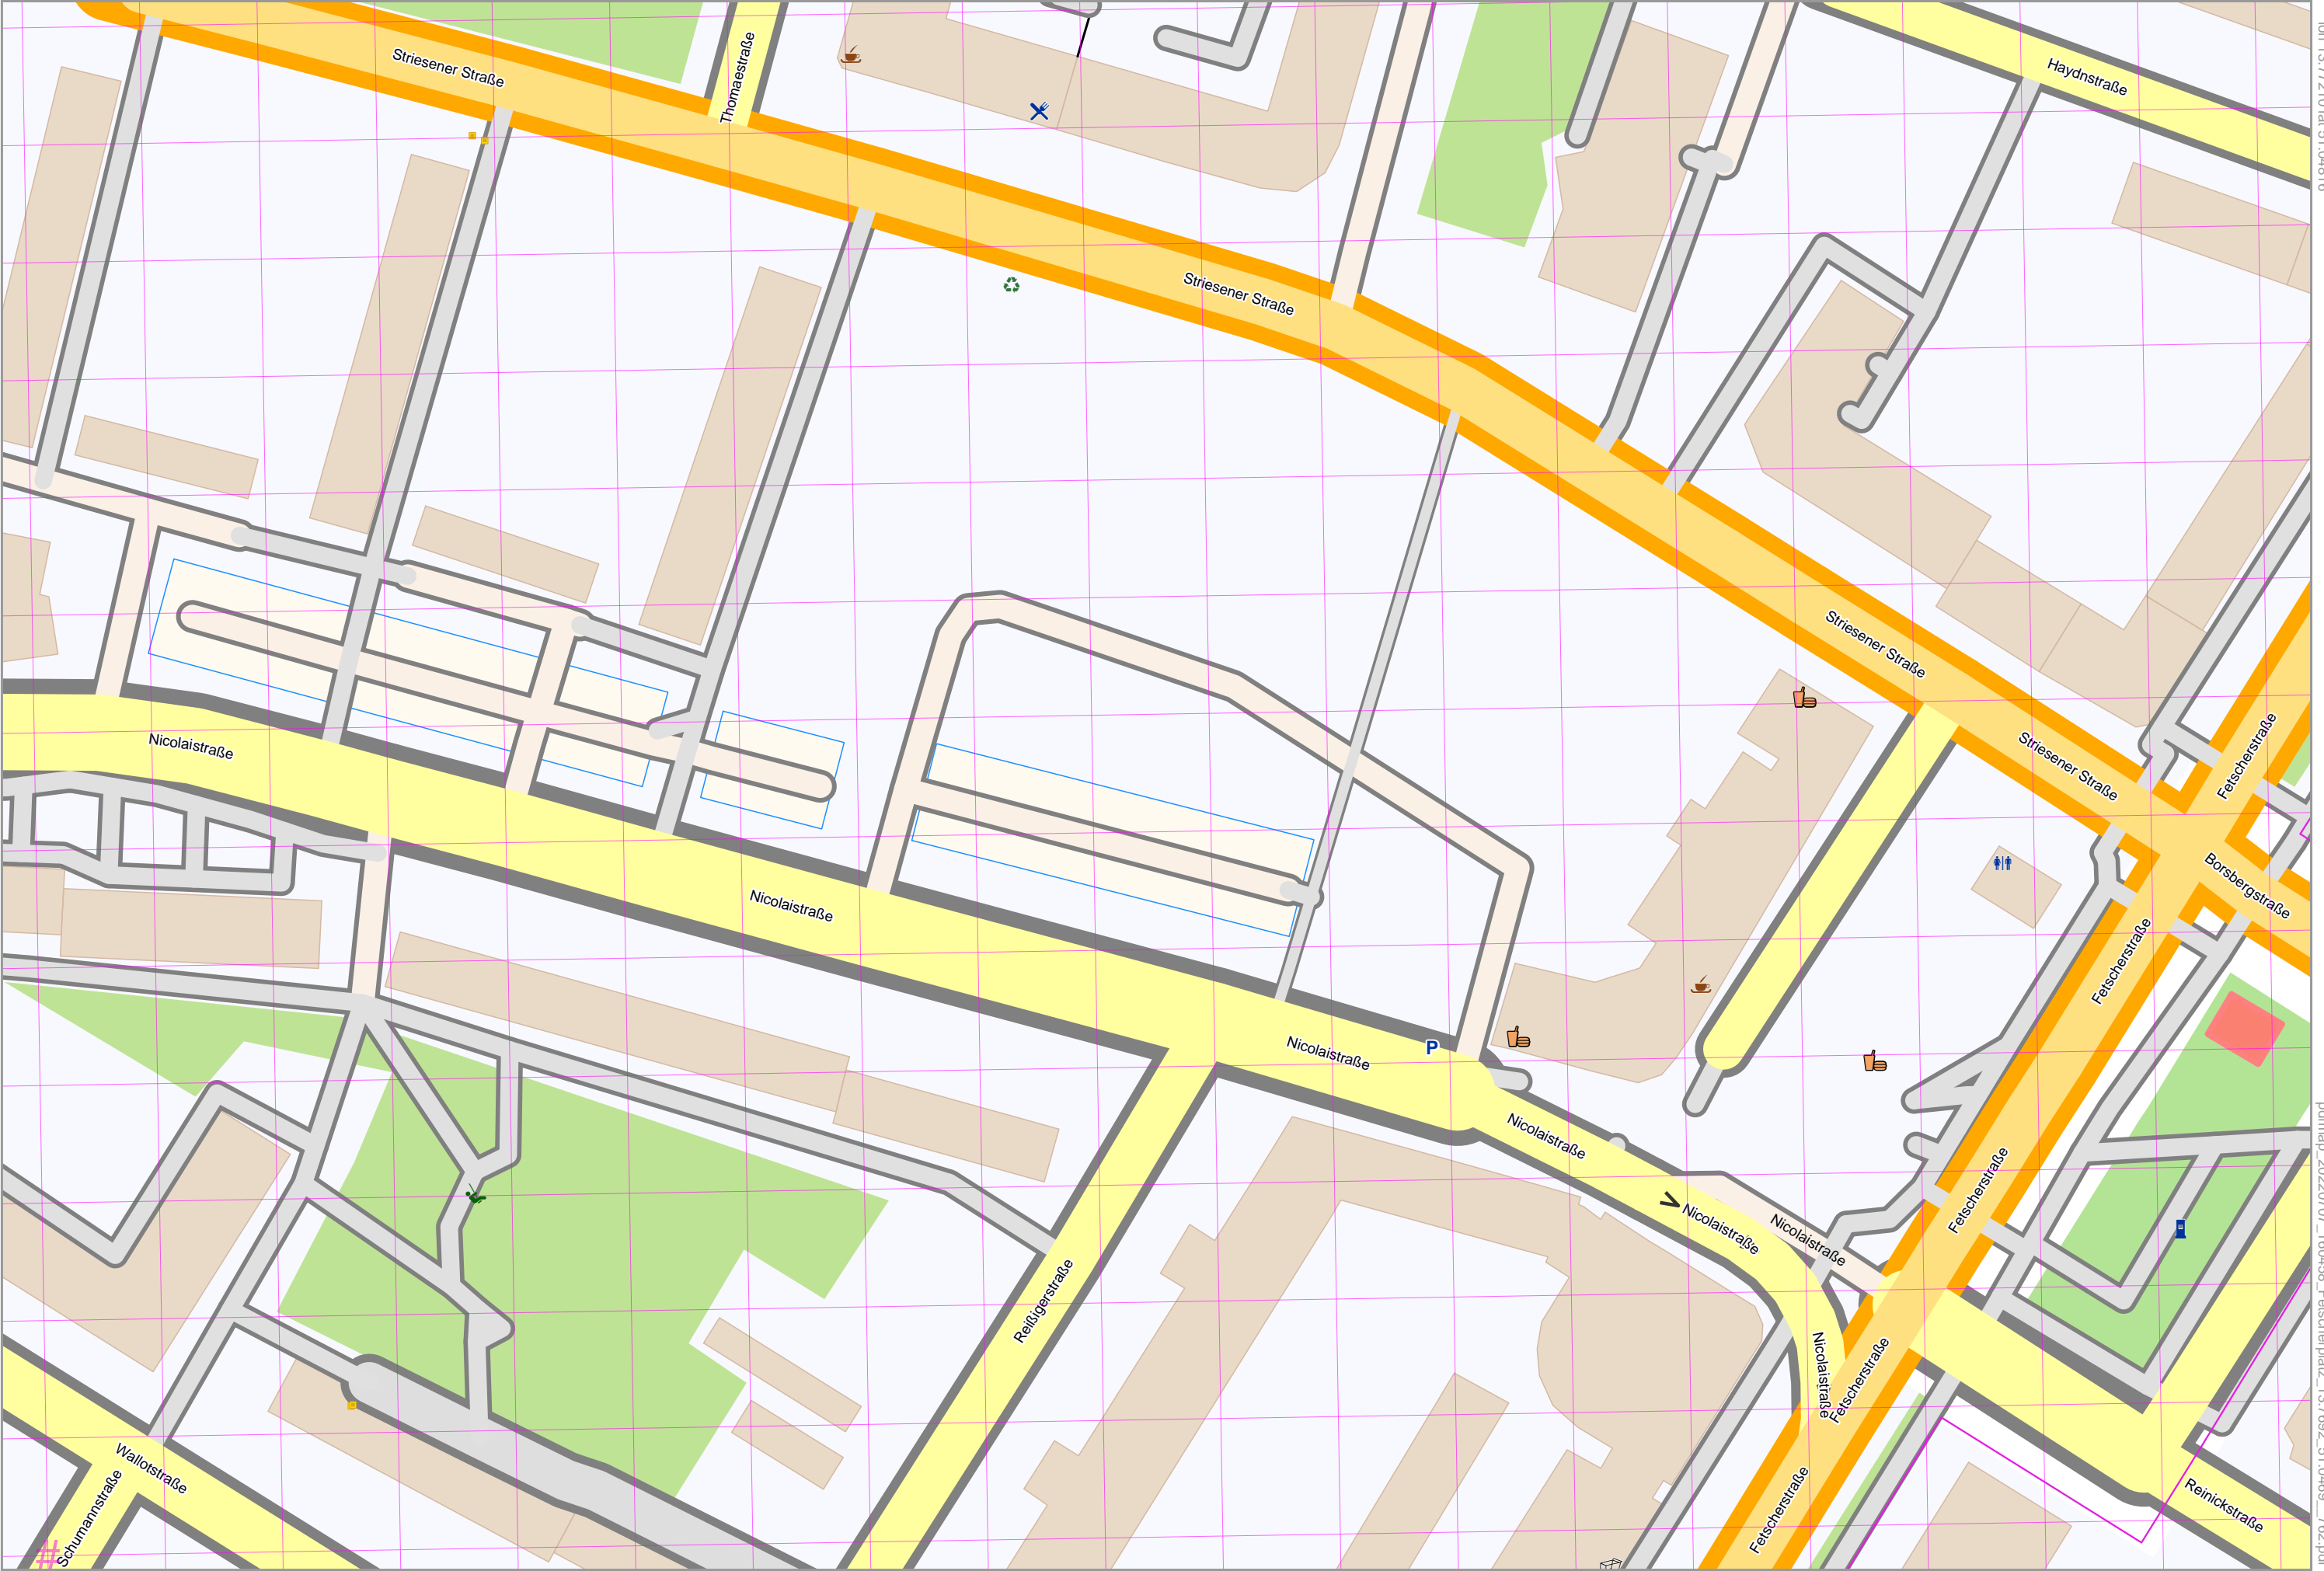 Striesener Straße
Thomaestraße
Haydnstraße
Striesener Straße
Striesener Straße
Striesener Straße
Fetscherstraße
Nicolaistraße
Borsbergstraße
Nicolaistraße
Fetscherstraße
Nicolaistraße
P
Nicolaistraße
Fetscherstraße
Nicolaistraße
Nicolaistraße
Reißigerstraße
Nicolaistraße
Fetscherstraße
Wallotstraße
Schumannstraße
Fetscherstraße
Reinickstraße
#